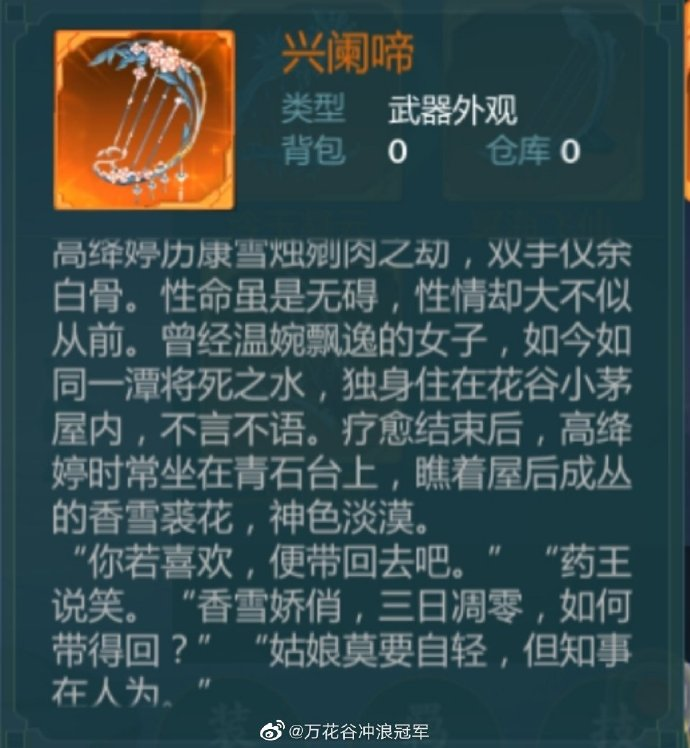 兴阑啼
类型 武器外观
背包 0 仓库 0
高绛婷历康雪烛剜肉之劫，双手仅余
白骨。性命虽是无碍，性情却大不似
从前。曾经温婉飘逸的女子，如今如
同一潭将死之水，独身住在花谷小茅
屋内，不言不语。疗愈结束后，高绛
婷时常坐在青石台上，瞧着屋后成丛
的香雪裘花，神色淡漠。
“你若喜欢，便带回去吧。”“药王
说笑。“香雪娇俏，三日凋零，如何
带得回？”“姑娘莫要自轻，但知事
在人为。”
@万花谷冲浪冠军